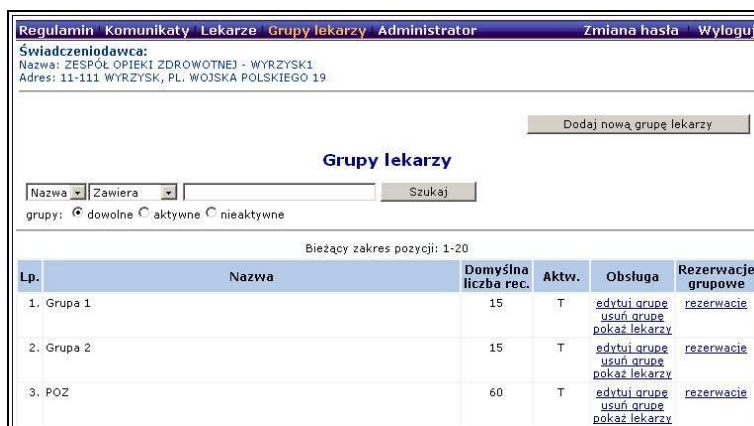 Regulamin Komunikaty Lekarze Grupy lekarzy Administrator Zmiana hasła Wyloguj
Świadczeniodawca:
Nazwa: ZESPÓŁ OPIEKI ZDROWOTNEJ - WYRZYSK1
Adres: 11-111 WYRZYSK, PL. WOJSKA POLSKIEGO 19
Dodaj nową grupę lekarzy
Grupy lekarzy
Nazwa Zawiera Szukaj
grupy: dowolne aktywne nieaktywne
Bieżący zakres pozycji: 1-20
Lp. Nazwa Domyślna liczba rec. Aktw. Obsługa Rezerwacje grupowe
1. Grupa 1 15 T edytuj grupę rezerwacje
usuń grupę
pokaż lekarzy
2. Grupa 2 15 T edytuj grupę rezerwacje
usuń grupę
pokaż lekarzy
3. POZ 60 T edytuj grupę rezerwacje
usuń grupę
pokaż lekarzy